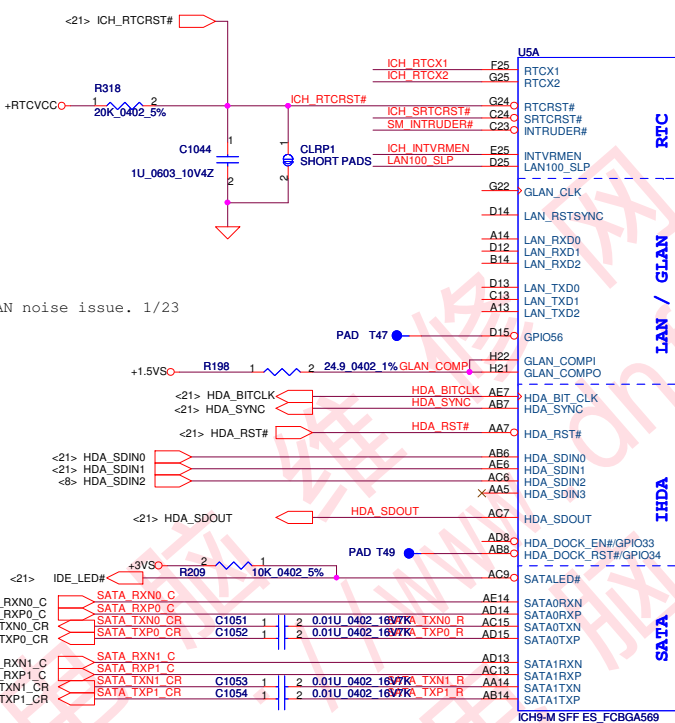 <21> ICH_RTCRST#
U5A
ICH_RTCX1 F25 RTCX1
ICH_RTCX2 G25 RTCX2
R318
+RTCVCC 1 2 ICH_RTCRST# G24 RTCRST#
20K_0402_5%
ICH_SRTCRST# C24 SRTCRST#
SM_INTRUDER# C23 INTRUDER#
RTC
1 1
C1044 CLRP1
SHORT PADS
ICH_INTVRMEN E25 INTVRMEN
LAN100_SLP D25 LAN100_SLP
1U_0603_10V4Z 2 2
G22 GLAN_CLK
D14 LAN_RSTSYNC
A14 LAN_RXD0
D12 LAN_RXD1
B14 LAN_RXD2
LAN / GLAN
D13 LAN_TXD0
C13 LAN_TXD1
A13 LAN_TXD2
AN noise issue. 1/23
PAD T47 D15 GPIO56
+1.5VS R198 1 2 24.9_0402_1% GLAN_COMP H22 GLAN_COMPI
H21 GLAN_COMPO
<21> HDA_BITCLK HDA_BITCLK AE7 HDA_BIT_CLK
<21> HDA_SYNC HDA_SYNC AB7 HDA_SYNC
<21> HDA_RST# HDA_RST# AA7 HDA_RST#
<21> HDA_SDIN0 AB6 HDA_SDIN0
<21> HDA_SDIN1 AE6 HDA_SDIN1
<8> HDA_SDIN2 AC6 HDA_SDIN2
AA5 HDA_SDIN3
IHDA
<21> HDA_SDOUT HDA_SDOUT AC7 HDA_SDOUT
AD8 HDA_DOCK_EN#/GPIO33
PAD T49 AB8 HDA_DOCK_RST#/GPIO34
+3VS 2 1
R209 10K_0402_5%
<21> IDE_LED# AC9 SATALED#
_RXN0_C SATA_RXN0_C AE14 SATA0RXN
RXP0_C SATA_RXP0_C AD14 SATA0RXP
TXN0_CR SATA_TXN0_CR C1051 1 2 0.01U_0402_16V7K SATA_TXN0_R AC15 SATA0TXN
TXP0_CR SATA_TXP0_CR C1052 1 2 0.01U_0402_16V7K SATA_TXP0_R AD15 SATA0TXP
SATA
RXN1_C SATA_RXN1_C AD13 SATA1RXN
RXP1_C SATA_RXP1_C AC13 SATA1RXP
TXN1_CR SATA_TXN1_CR C1053 1 2 0.01U_0402_16V7K SATA_TXN1_R AA14 SATA1TXN
TXP1_CR SATA_TXP1_CR C1054 1 2 0.01U_0402_16V7K SATA_TXP1_R AB14 SATA1TXP
ICH9-M SFF ES_FCBGA569